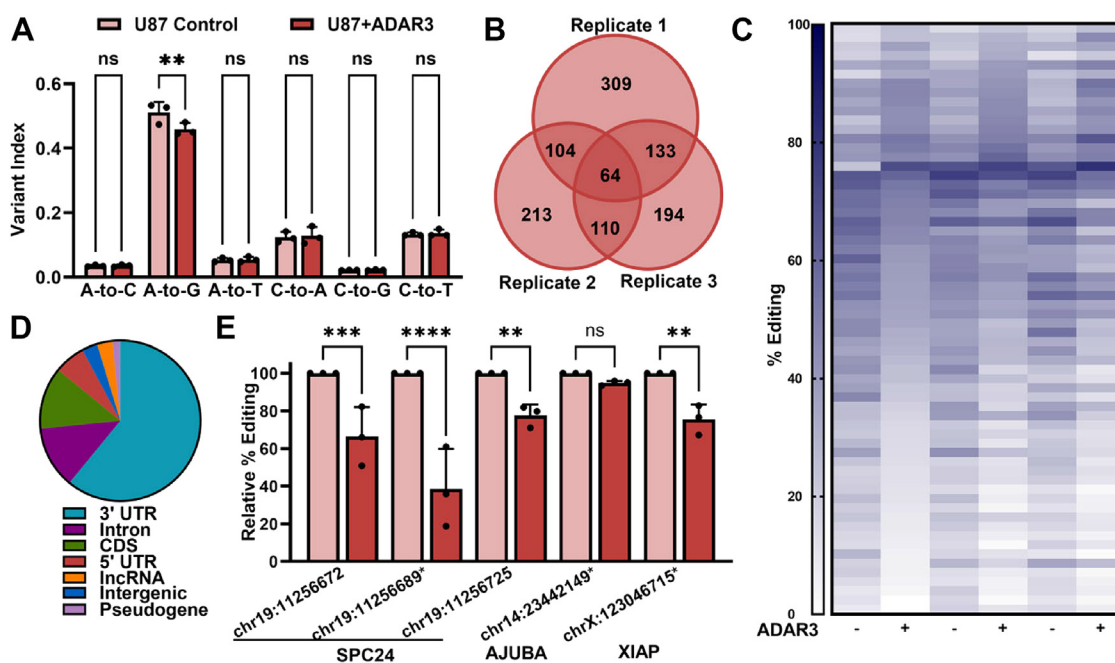 A
U87 Control
U87+ADAR3
Variant Index
0.6
0.4
0.2
0.0
ns
**
ns
ns
ns
ns
A-to-C
A-to-G
A-to-T
C-to-A
C-to-G
C-to-T
B
Replicate 1
309
104
133
64
213
110
194
Replicate 2
Replicate 3
C
100
80
60
40
20
0
% Editing
ADAR3
-
+
-
+
-
+
D
3' UTR
Intron
CDS
5' UTR
lncRNA
Intergenic
Pseudogene
E
Relative % Editing
100
80
60
40
20
0
***
****
**
ns
**
chr19:11256672
chr19:11256689*
chr19:11256725
chr14:23442149*
chrX:123046715*
SPC24
AJUBA
XIAP